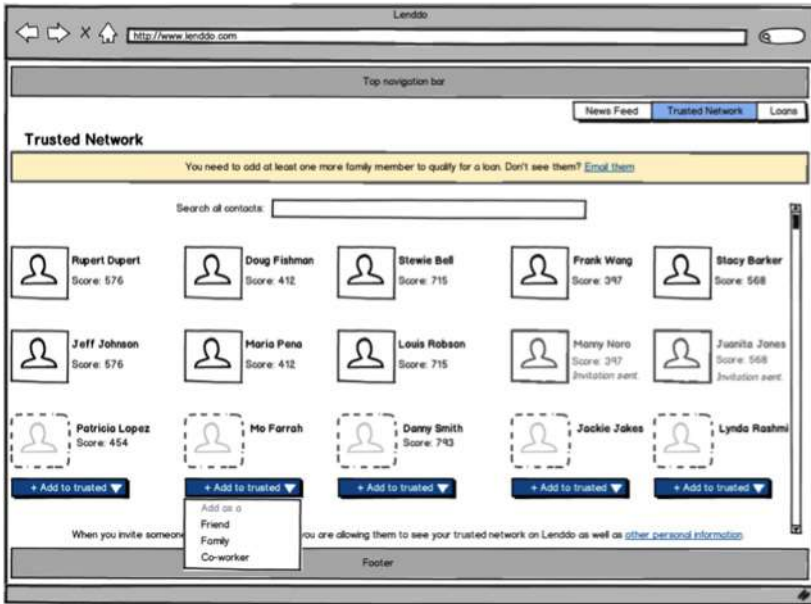 Lenddo
http://www.lenddo.com
Top navigation bar
News Feed Trusted Network Loans
Trusted Network
You need to add at least one more family member to qualify for a loan. Don't see them? Email them
Search all contacts:
Rupert Dupert Doug Fishman Stewie Bell Frank Wang Stacy Barker
Score: 576 Score: 412 Score: 715 Score: 397 Score: 568
Jeff Johnson Maria Pena Louis Robson Manny Noro Juanita Jones
Score: 576 Score: 412 Score: 715 Score: 397 Score: 568
Invitation sent Invitation sent
Patricia Lopez Mo Farrah Danny Smith Jackie Jakes Lynda Rashmi
Score: 454 Score: 793
+ Add to trusted + Add to trusted + Add to trusted + Add to trusted + Add to trusted
Add as a
Friend
When you invite someone you are allowing them to see your trusted network on Lenddo as well as other personal information
Family
Co-worker
Footer